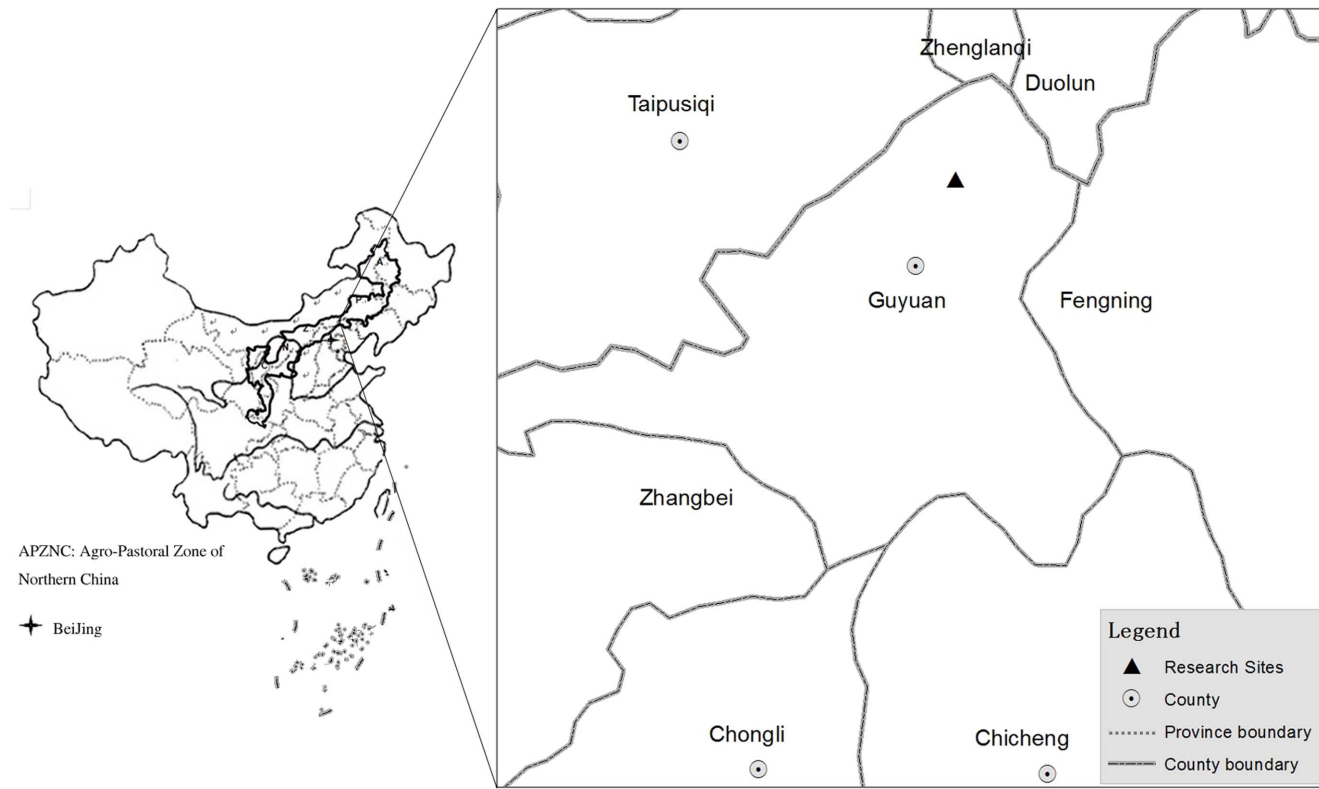 Zhenglanqi
Duolun
Taipusiqi
Guyuan
Fengning
Zhangbei
Chongli
Chicheng
A
P
N
APZNC: Agro-Pastoral Zone of
Northern China
BeiJing
Legend
Research Sites
County
Province boundary
County boundary